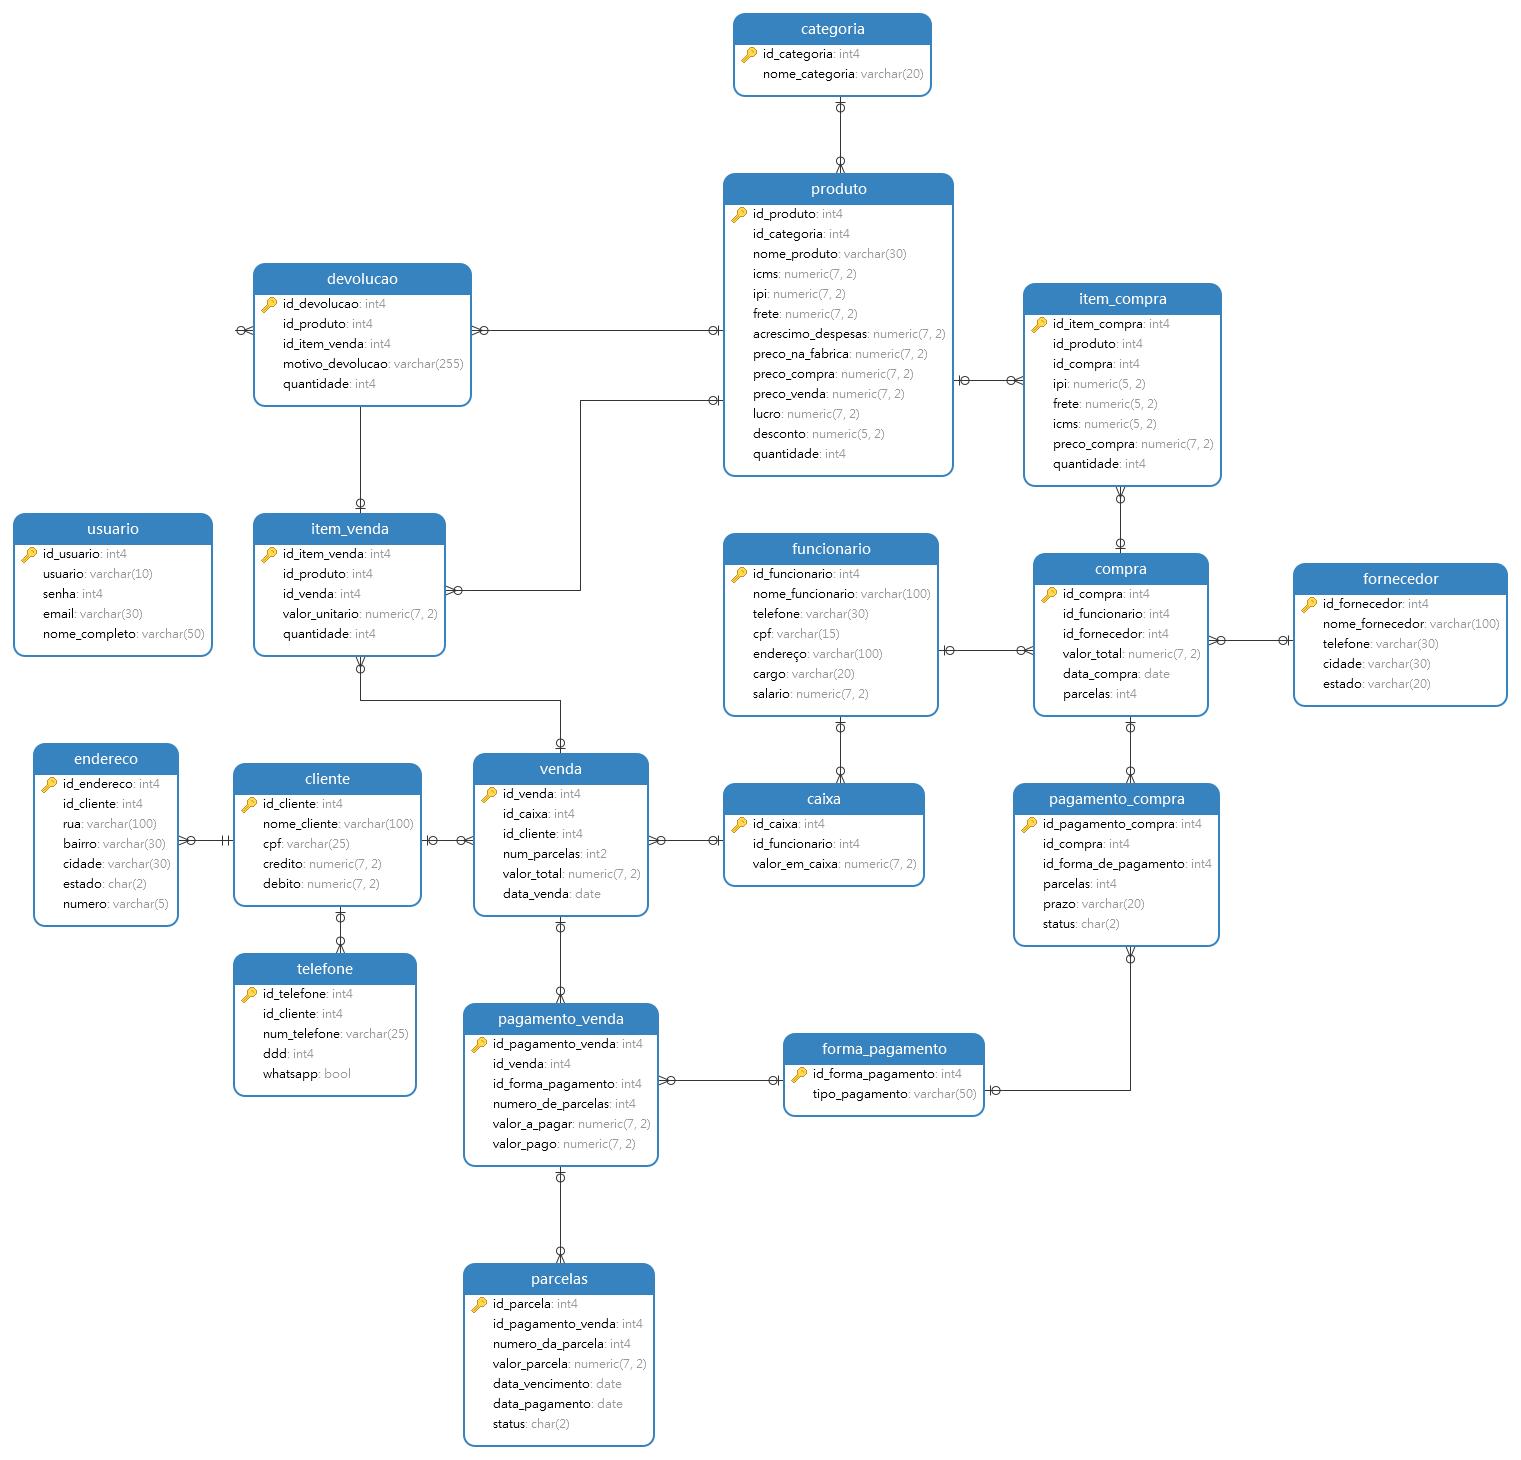 categoria
id_categoria: int4
nome_categoria: varchar(20)
produto
id_produto: int4
id_categoria: int4
nome_produto: varchar(30)
icms: numeric(7, 2)
ipi: numeric(7, 2)
frete: numeric(7, 2)
acrescimo_despesas: numeric(7, 2)
preco_na_fabrica: numeric(7, 2)
preco_compra: numeric(7, 2)
preco_venda: numeric(7, 2)
lucro: numeric(7, 2)
desconto: numeric(5, 2)
quantidade: int4
devolucao
id_devolucao: int4
id_produto: int4
id_item_venda: int4
motivo_devolucao: varchar(255)
quantidade: int4
item_compra
id_item_compra: int4
id_produto: int4
id_compra: int4
ipi: numeric(5, 2)
frete: numeric(5, 2)
icms: numeric(5, 2)
preco_compra: numeric(7, 2)
quantidade: int4
usuario
id_usuario: int4
usuario: varchar(10)
senha: int4
email: varchar(30)
nome_completo: varchar(50)
item_venda
id_item_venda: int4
id_produto: int4
id_venda: int4
valor_unitario: numeric(7, 2)
quantidade: int4
funcionario
id_funcionario: int4
nome_funcionario: varchar(100)
telefone: varchar(30)
cpf: varchar(15)
endereço: varchar(100)
cargo: varchar(20)
salario: numeric(7, 2)
compra
id_compra: int4
id_funcionario: int4
id_fornecedor: int4
valor_total: numeric(7, 2)
data_compra: date
parcelas: int4
fornecedor
id_fornecedor: int4
nome_fornecedor: varchar(100)
telefone: varchar(30)
cidade: varchar(30)
estado: varchar(20)
endereco
id_endereco: int4
id_cliente: int4
rua: varchar(100)
bairro: varchar(30)
cidade: varchar(30)
estado: char(2)
numero: varchar(5)
cliente
id_cliente: int4
nome_cliente: varchar(100)
cpf: varchar(25)
credito: numeric(7, 2)
debito: numeric(7, 2)
venda
id_venda: int4
id_caixa: int4
id_cliente: int4
num_parcelas: int2
valor_total: numeric(7, 2)
data_venda: date
caixa
id_caixa: int4
id_funcionario: int4
valor_em_caixa: numeric(7, 2)
pagamento_compra
id_pagamento_compra: int4
id_compra: int4
id_forma_de_pagamento: int4
parcelas: int4
prazo: varchar(20)
status: char(2)
telefone
id_telefone: int4
id_cliente: int4
num_telefone: varchar(25)
ddd: int4
whatsapp: bool
pagamento_venda
id_pagamento_venda: int4
id_venda: int4
id_forma_pagamento: int4
numero_de_parcelas: int4
valor_a_pagar: numeric(7, 2)
valor_pago: numeric(7, 2)
forma_pagamento
id_forma_pagamento: int4
tipo_pagamento: varchar(50)
parcelas
id_parcela: int4
id_pagamento_venda: int4
numero_da_parcela: int4
valor_parcela: numeric(7, 2)
data_vencimento: date
data_pagamento: date
status: char(2)